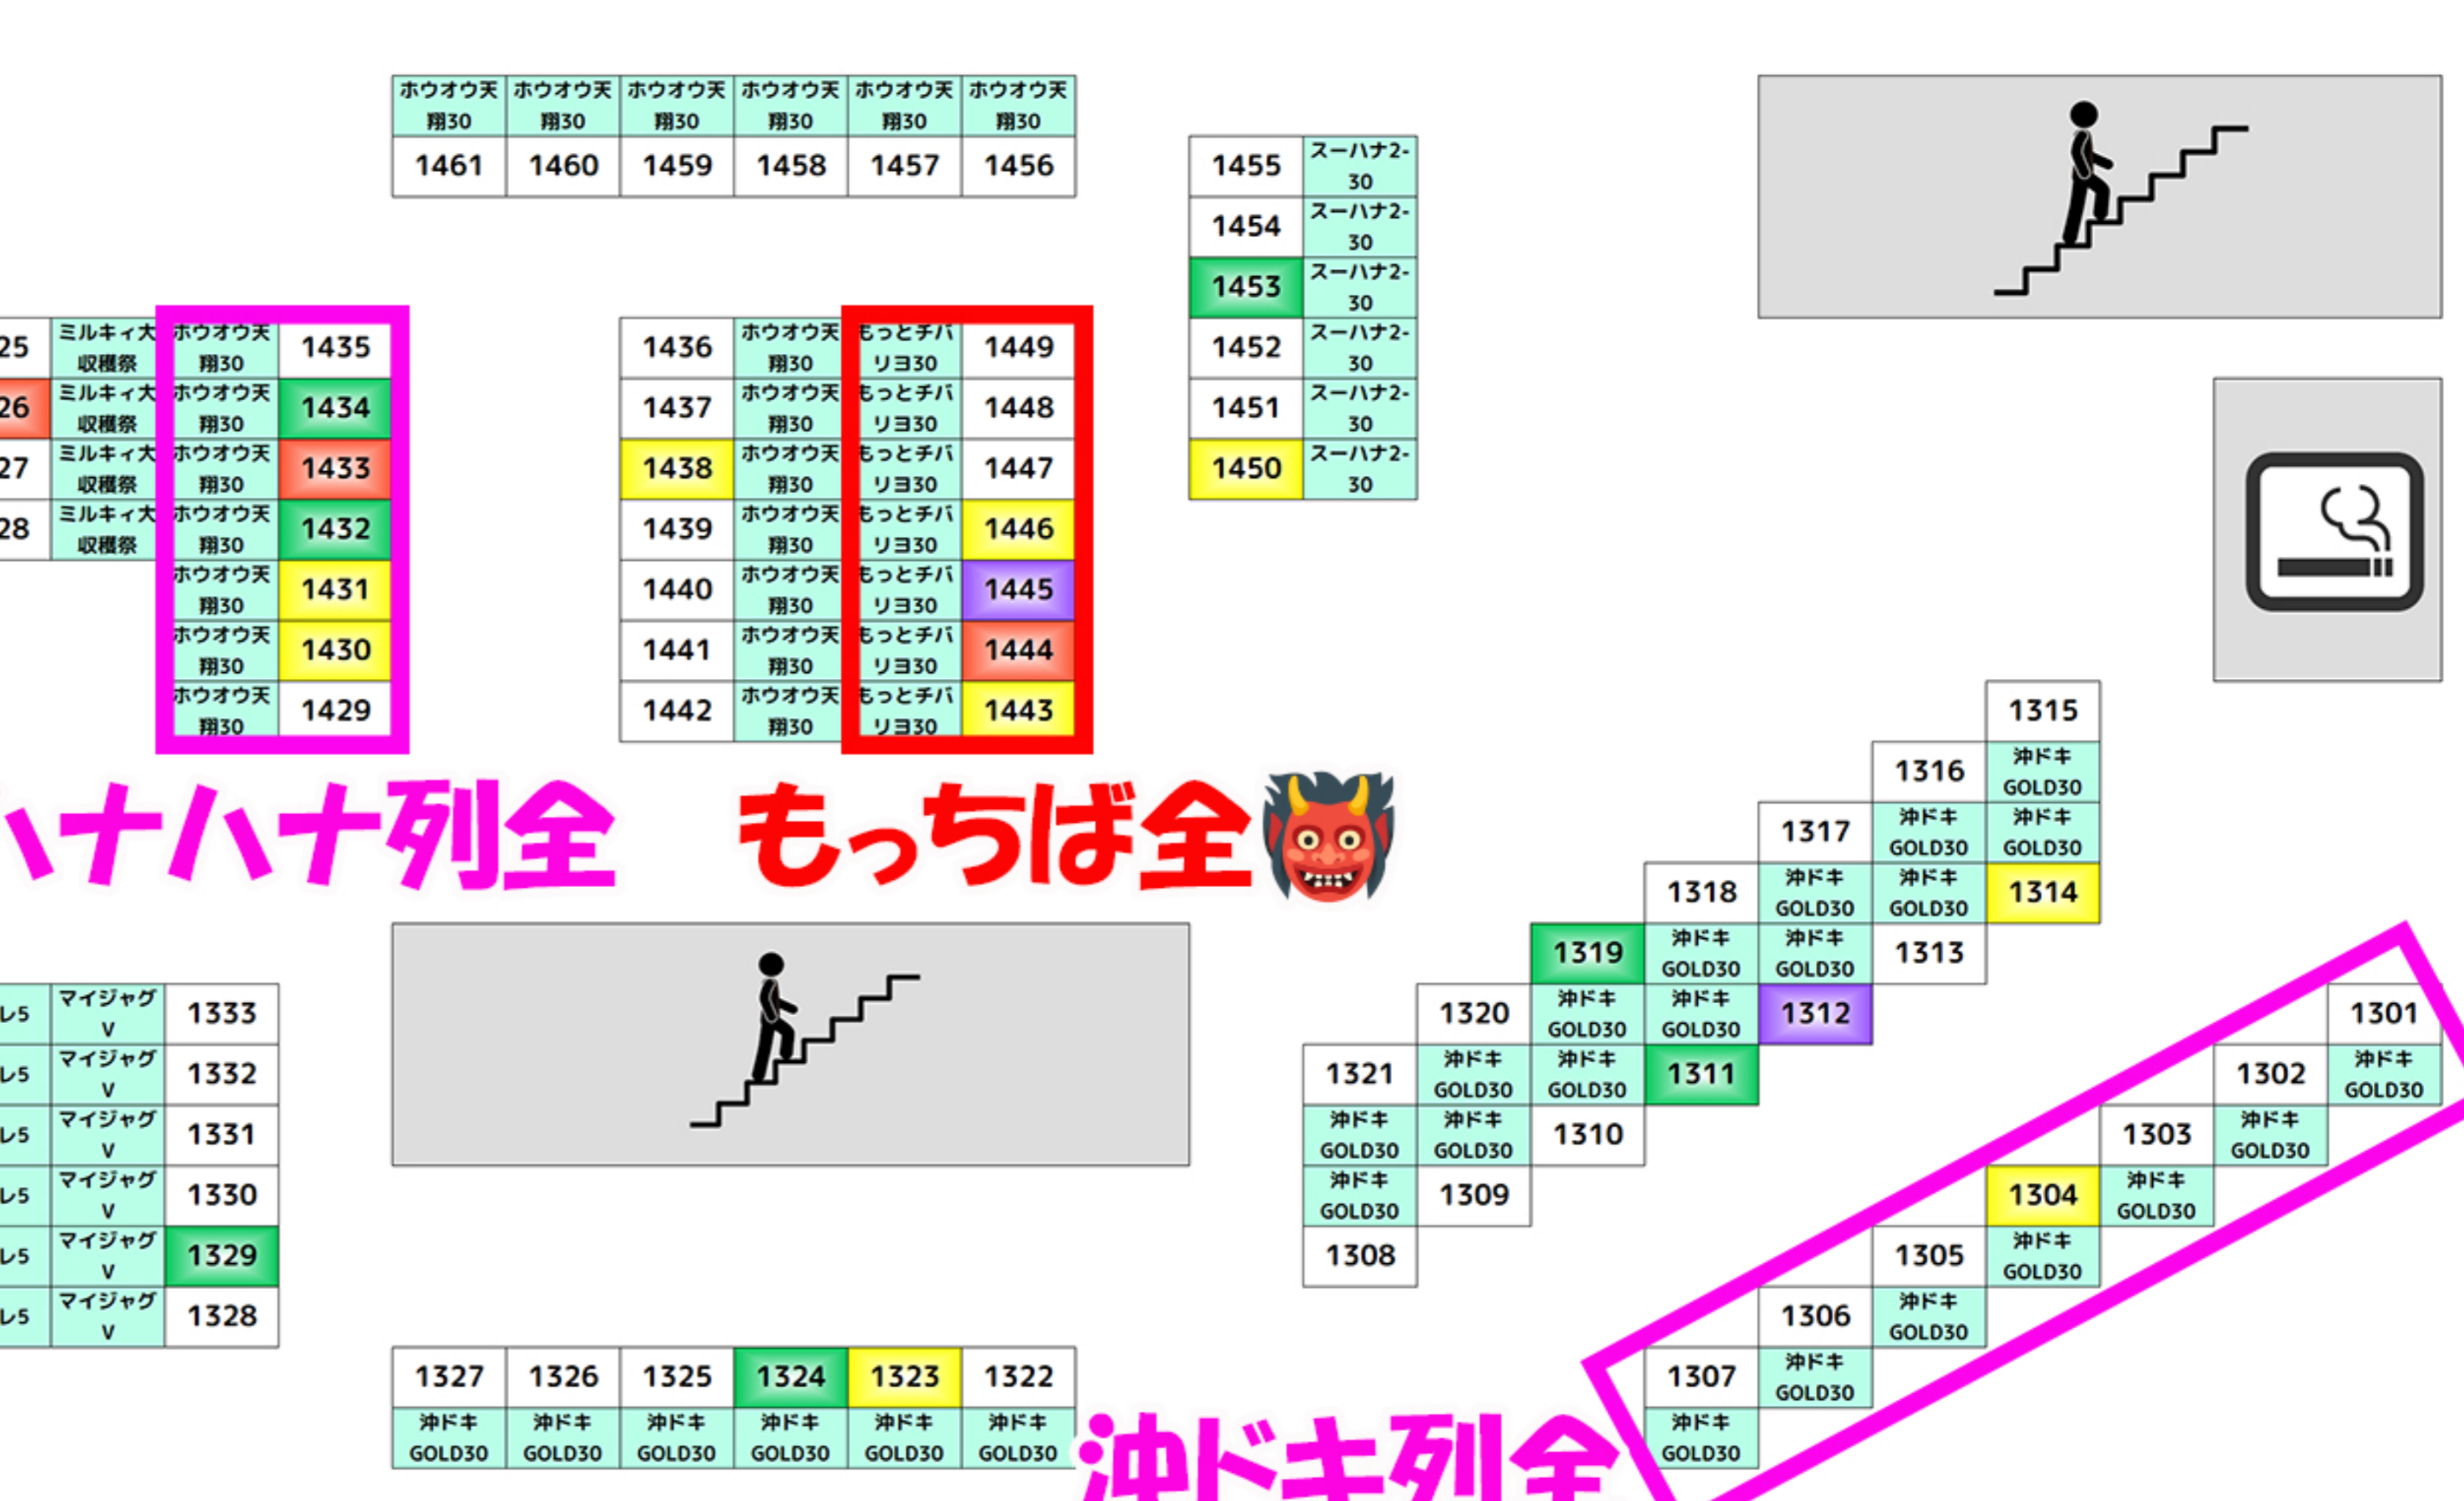 ホウオウ天翔30 ホウオウ天翔30 ホウオウ天翔30 ホウオウ天翔30 ホウオウ天翔30 ホウオウ天翔30
1461 1460 1459 1458 1457 1456
1455 スーハナ2-30
1454 スーハナ2-30
1453 スーハナ2-30
1452 スーハナ2-30
1451 スーハナ2-30
1450 スーハナ2-30
25 ミルキィ大収穫祭 ホウオウ天翔30 1435
26 ミルキィ大収穫祭 ホウオウ天翔30 1434
27 ミルキィ大収穫祭 ホウオウ天翔30 1433
28 ミルキィ大収穫祭 ホウオウ天翔30 1432
ホウオウ天翔30 1431
ホウオウ天翔30 1430
ホウオウ天翔30 1429
1436 ホウオウ天翔30 もっとチバリヨ30 1449
1437 ホウオウ天翔30 もっとチバリヨ30 1448
1438 ホウオウ天翔30 もっとチバリヨ30 1447
1439 ホウオウ天翔30 もっとチバリヨ30 1446
1440 ホウオウ天翔30 もっとチバリヨ30 1445
1441 ホウオウ天翔30 もっとチバリヨ30 1444
1442 ホウオウ天翔30 もっとチバリヨ30 1443
ハナハナ列全
もっちば全👹
1315
1316 沖ドキGOLD30
1317 沖ドキGOLD30 沖ドキGOLD30
1318 沖ドキGOLD30 沖ドキGOLD30 1314
1319 沖ドキGOLD30 沖ドキGOLD30 1313
1320 沖ドキGOLD30 沖ドキGOLD30 1312
1321 沖ドキGOLD30 沖ドキGOLD30 1311
沖ドキGOLD30 沖ドキGOLD30 1310
沖ドキGOLD30 1309
1308
1301
1302 沖ドキGOLD30
1303 沖ドキGOLD30
1304 沖ドキGOLD30
1305 沖ドキGOLD30
1306 沖ドキGOLD30
1307 沖ドキGOLD30
沖ドキGOLD30
レ5 マイジャグV 1333
レ5 マイジャグV 1332
レ5 マイジャグV 1331
レ5 マイジャグV 1330
レ5 マイジャグV 1329
レ5 マイジャグV 1328
1327 1326 1325 1324 1323 1322
沖ドキGOLD30 沖ドキGOLD30 沖ドキGOLD30 沖ドキGOLD30 沖ドキGOLD30 沖ドキGOLD30
沖ドキ列全